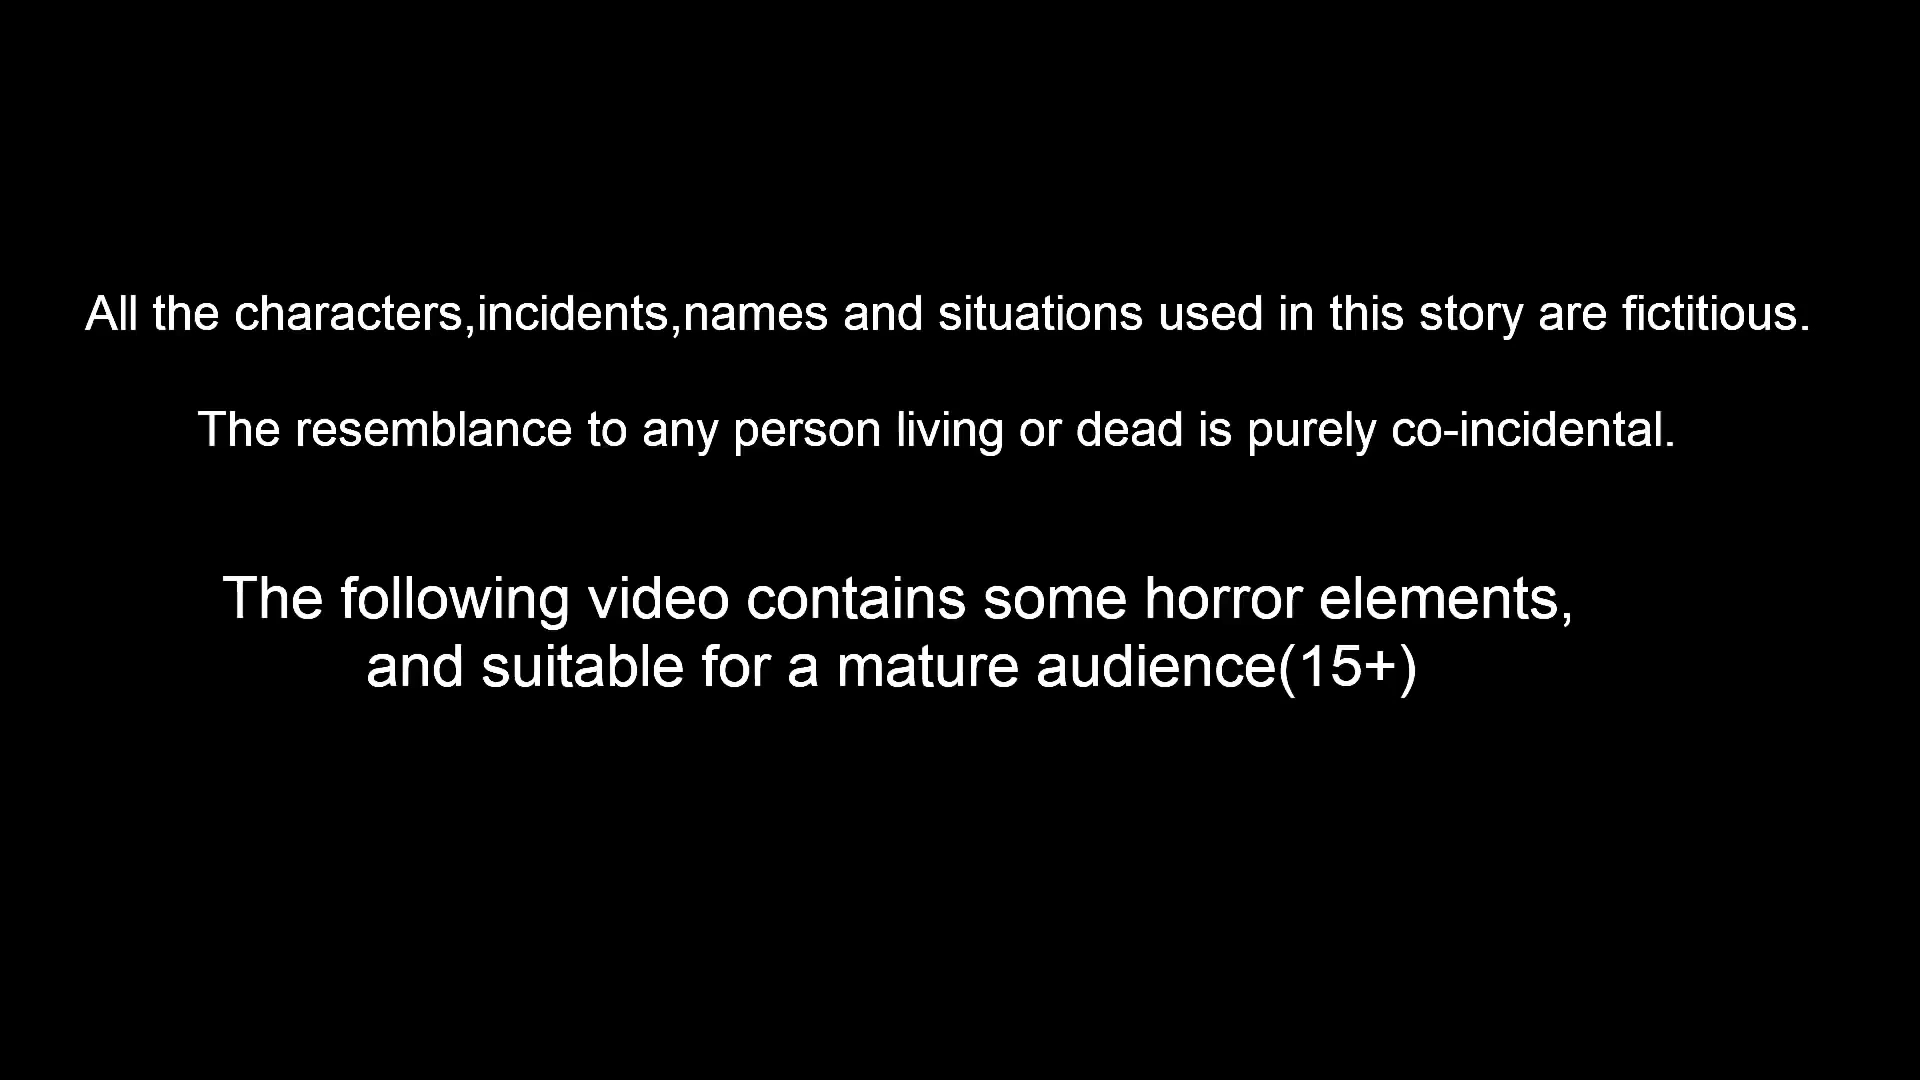 All the characters,incidents,names and situations used in this story are fictitious.
The resemblance to any person living or dead is purely co-incidental.
The following video contains some horror elements,
and suitable for a mature audience(15+)